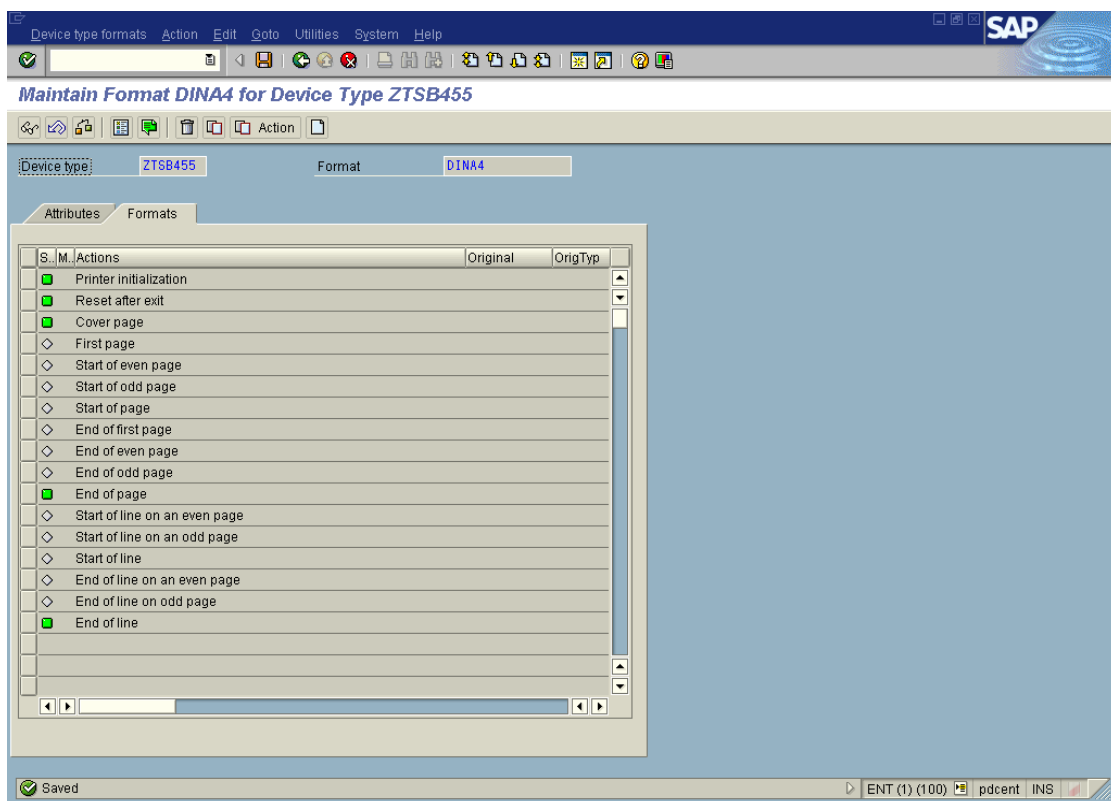 Device type formats Action Edit Goto Utilities System Help
SAP
Maintain Format DINA4 for Device Type ZTSB455
Action
Device type ZTSB455 Format DINA4
Attributes Formats
S.. M.. Actions Original OrigTyp
Printer initialization
Reset after exit
Cover page
First page
Start of even page
Start of odd page
Start of page
End of first page
End of even page
End of odd page
End of page
Start of line on an even page
Start of line on an odd page
Start of line
End of line on an even page
End of line on odd page
End of line
Saved ENT (1) (100) pdcent INS